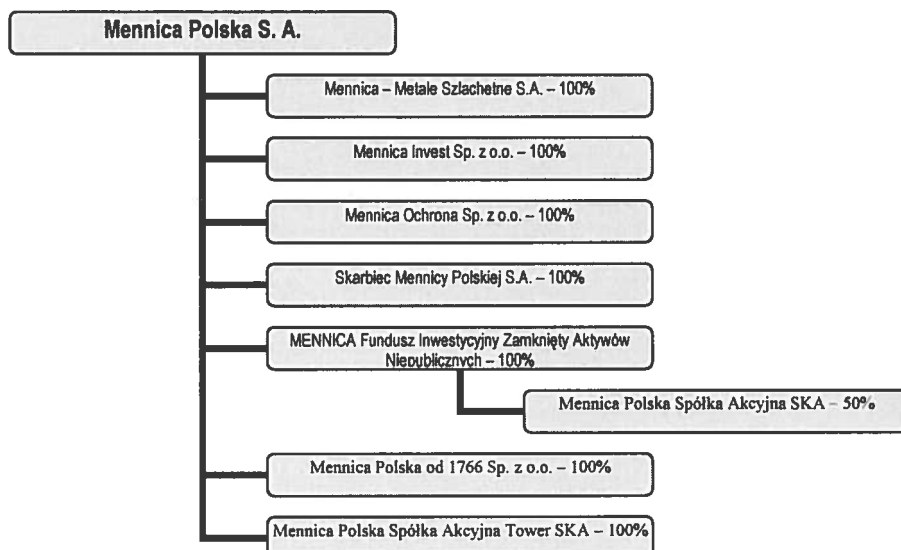 Mennica Polska S. A.
Mennica – Metale Szlachetne S.A. – 100%
Mennica Invest Sp. z o.o. – 100%
Mennica Ochrona Sp. z o.o. – 100%
Skarbiec Mennicy Polskiej S.A. – 100%
MENNICA Fundusz Inwestycyjny Zamknięty Aktywów
Niepublicznych – 100%
Mennica Polska Spółka Akcyjna SKA – 50%
Mennica Polska od 1766 Sp. z o.o. – 100%
Mennica Polska Spółka Akcyjna Tower SKA – 100%